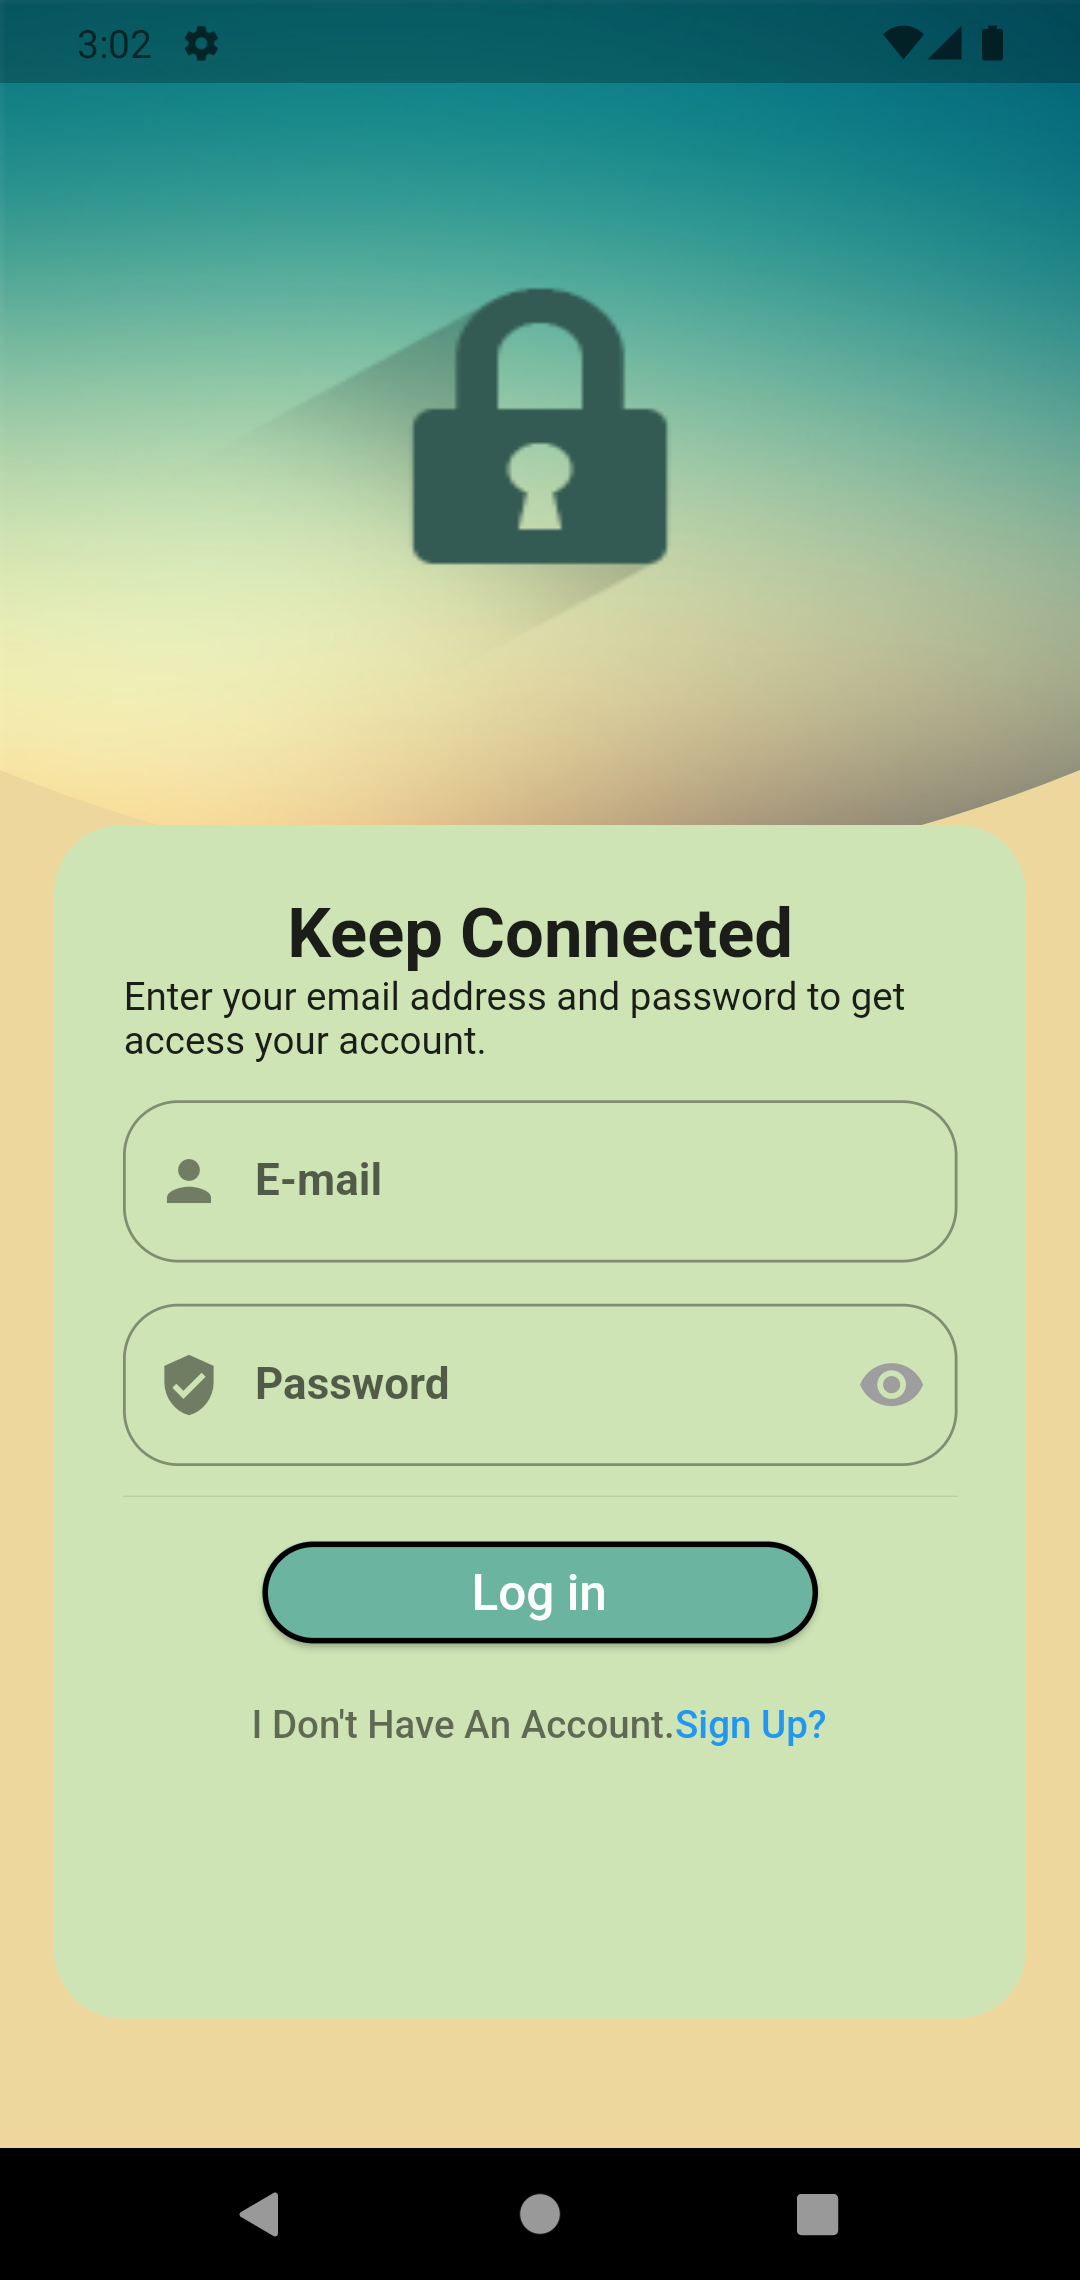 3:02
Keep Connected
Enter your email address and password to get
access your account.
E-mail
Password
Log in
I Don't Have An Account.Sign Up?